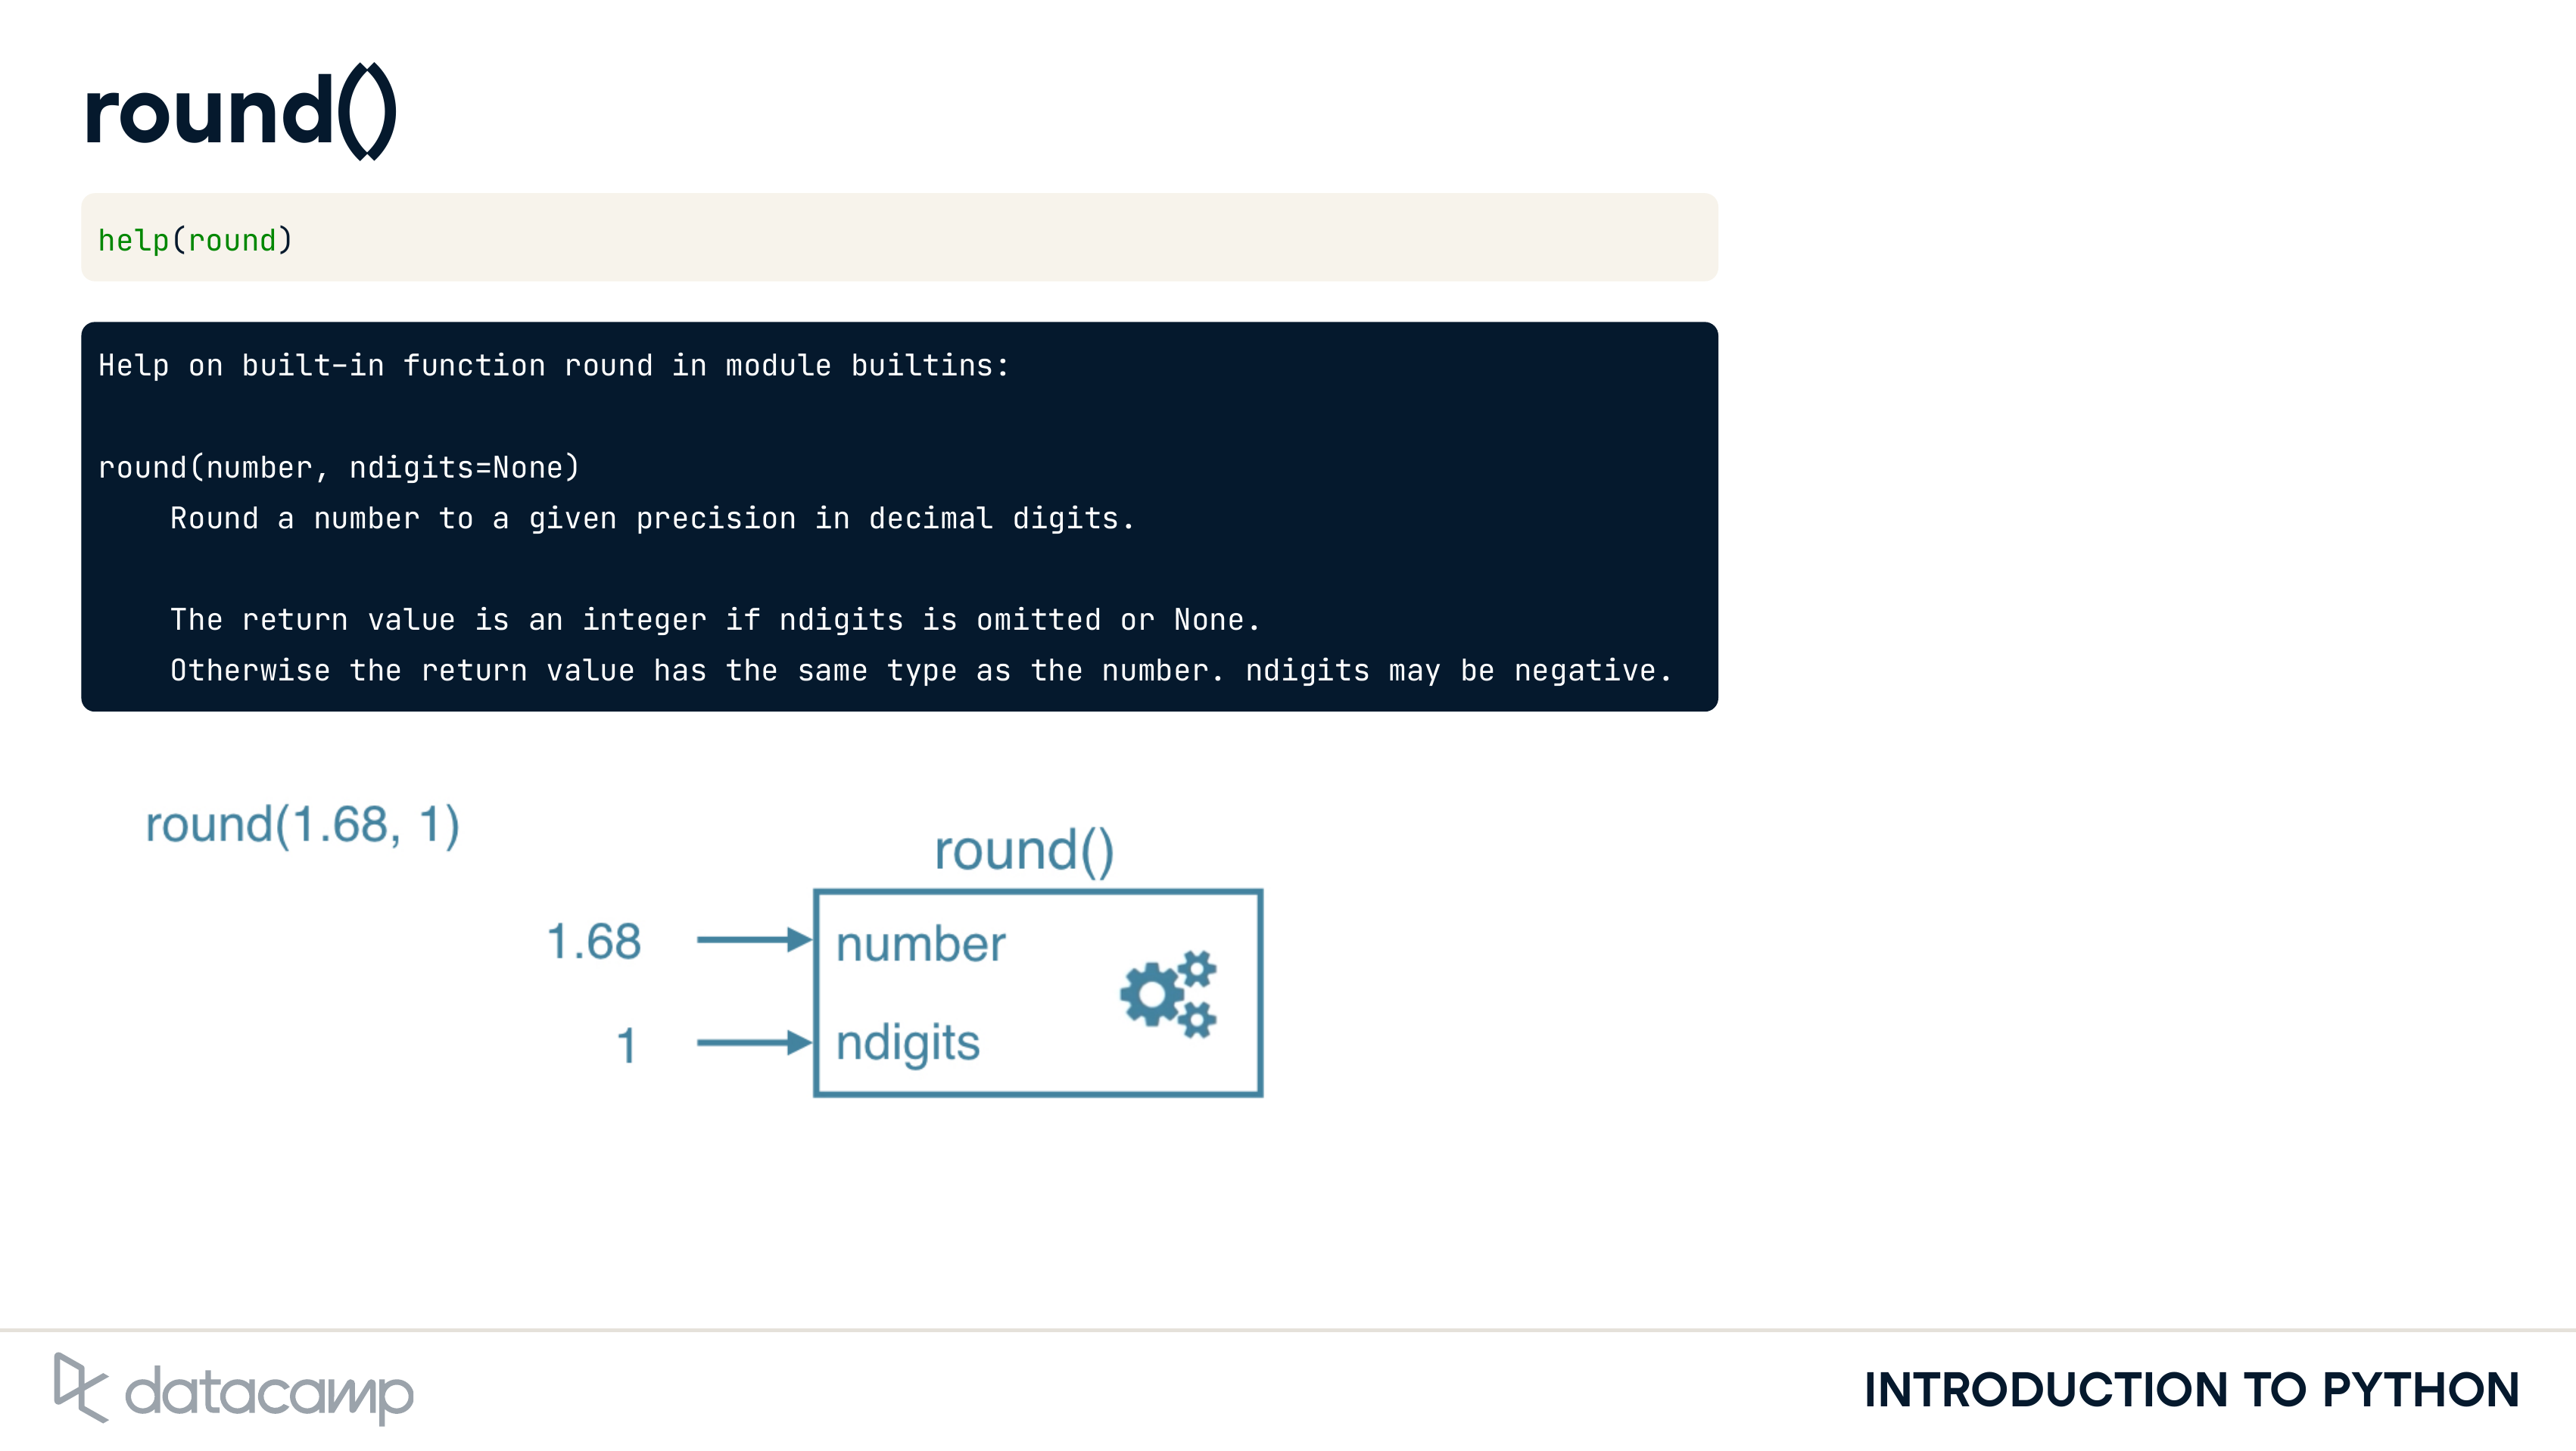 round()
help(round)
Help on built-in function round in module builtins:
round(number, ndigits=None)
Round a number to a given precision in decimal digits.
The return value is an integer if ndigits is omitted or None.
Otherwise the return value has the same type as the number. ndigits may be negative.
round(1.68, 1)
round()
1.68
number
1
ndigits
datacamp
INTRODUCTION TO PYTHON